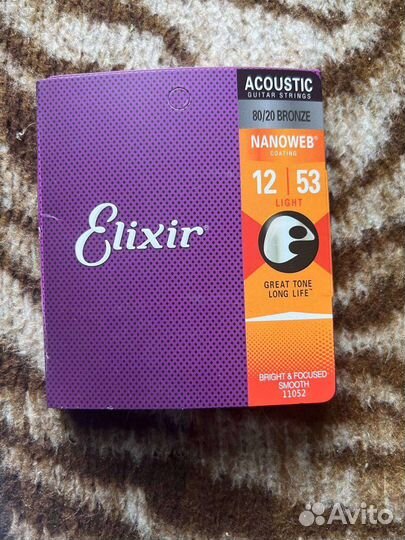 Elixir®
ACOUSTIC
GUITAR STRINGS
80/20 BRONZE
NANOWEB®
COATING
12 | 53
LIGHT
GREAT TONE
LONG LIFE™
BRIGHT & FOCUSED
SMOOTH
11052
Avito